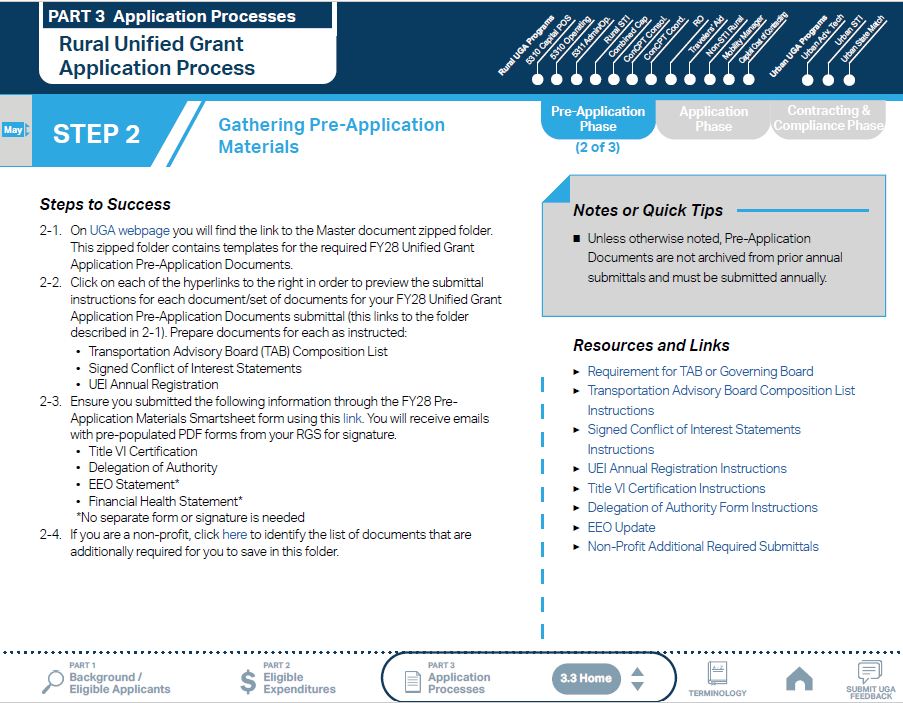 PART 3  Application Processes
Rural Unified Grant
Application Process
Rural UGA Programs
5310 Capital POS
5310 Operating
5311 Admin/Op.
Rural STI
Combined Cap.
ConCPT Consol.
ConCPT Coord.
RO
Travelers' Aid
Non-STI Rural
Mobility Manager
Capital Cost of Contracting
Urban UGA Programs
Urban Adv. Tech
Urban STI
Urban State Match
May
STEP 2
Gathering Pre-Application
Materials
Pre-Application
Phase
(2 of 3)
Application
Phase
Contracting &
Compliance Phase
Steps to Success
2-1. On UGA webpage you will find the link to the Master document zipped folder.
This zipped folder contains templates for the required FY28 Unified Grant
Application Pre-Application Documents.
2-2. Click on each of the hyperlinks to the right in order to preview the submittal
instructions for each document/set of documents for your FY28 Unified Grant
Application Pre-Application Documents submittal (this links to the folder
described in 2-1). Prepare documents for each as instructed:
• Transportation Advisory Board (TAB) Composition List
• Signed Conflict of Interest Statements
• UEI Annual Registration
2-3. Ensure you submitted the following information through the FY28 Pre-
Application Materials Smartsheet form using this link. You will receive emails
with pre-populated PDF forms from your RGS for signature.
• Title VI Certification
• Delegation of Authority
• EEO Statement*
• Financial Health Statement*
*No separate form or signature is needed
2-4. If you are a non-profit, click here to identify the list of documents that are
additionally required for you to save in this folder.
Notes or Quick Tips
■ Unless otherwise noted, Pre-Application
Documents are not archived from prior annual
submittals and must be submitted annually.
Resources and Links
► Requirement for TAB or Governing Board
► Transportation Advisory Board Composition List
Instructions
► Signed Conflict of Interest Statements
Instructions
► UEI Annual Registration Instructions
► Title VI Certification Instructions
► Delegation of Authority Form Instructions
► EEO Update
► Non-Profit Additional Required Submittals
PART 1
Background /
Eligible Applicants
PART 2
Eligible
Expenditures
PART 3
Application
Processes
3.3 Home
TERMINOLOGY
SUBMIT UGA
FEEDBACK